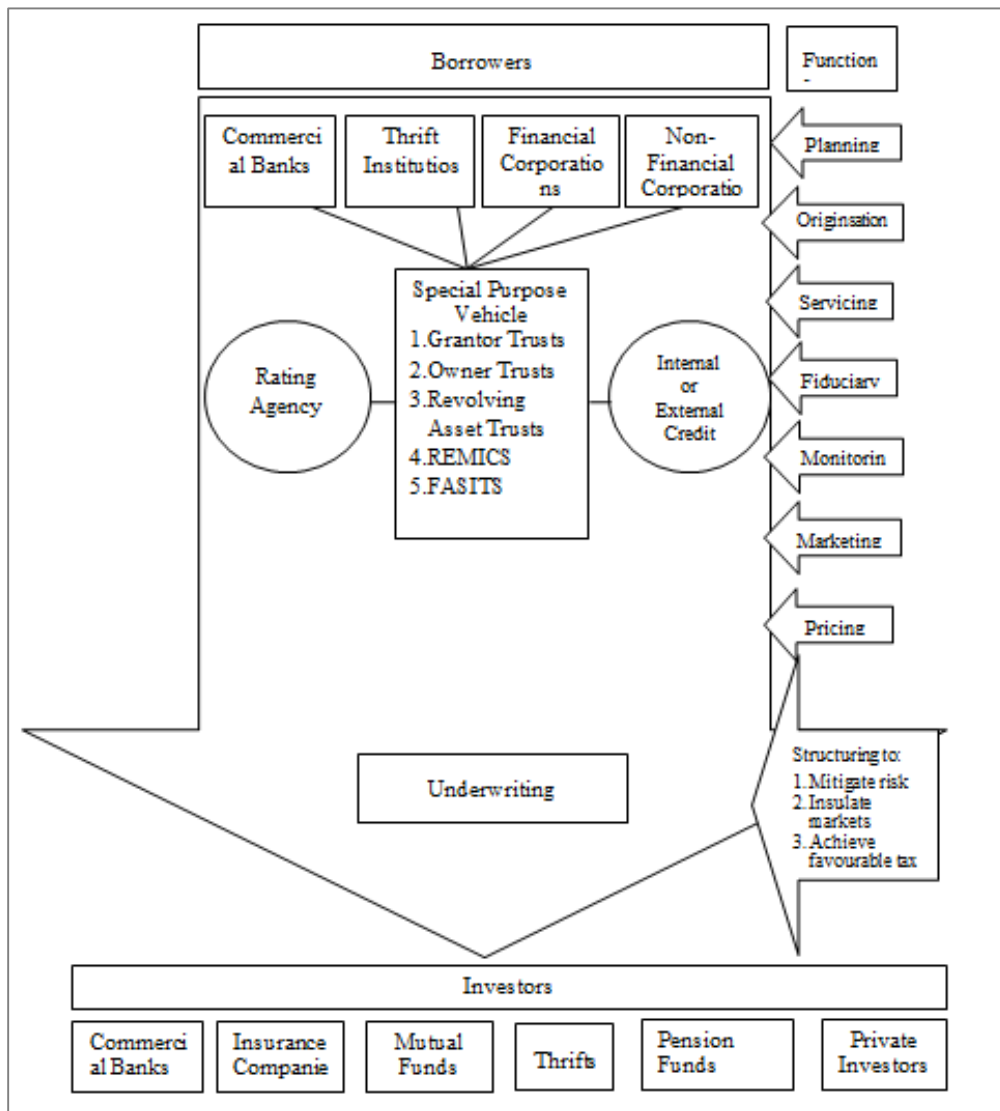 Borrowers
Function
-
Commerci
al Banks
Thrift
Institutios
Financial
Corporatio
ns
Non-
Financial
Corporatio
Planning
Originsation
Servicing
Fiduciary
Monitorin
Marketing
Pricing
Special Purpose
Vehicle
1.Grantor Trusts
2.Owner Trusts
3.Revolving
Asset Trusts
4.REMICS
5.FASITS
Rating
Agency
Internal
or
External
Credit
Structuring to:
1.Mitigate risk
2.Insulate
markets
3.Achieve
favourable tax
Underwriting
Investors
Commerci
al Banks
Insurance
Companie
Mutual
Funds
Thrifts
Pension
Funds
Private
Investors